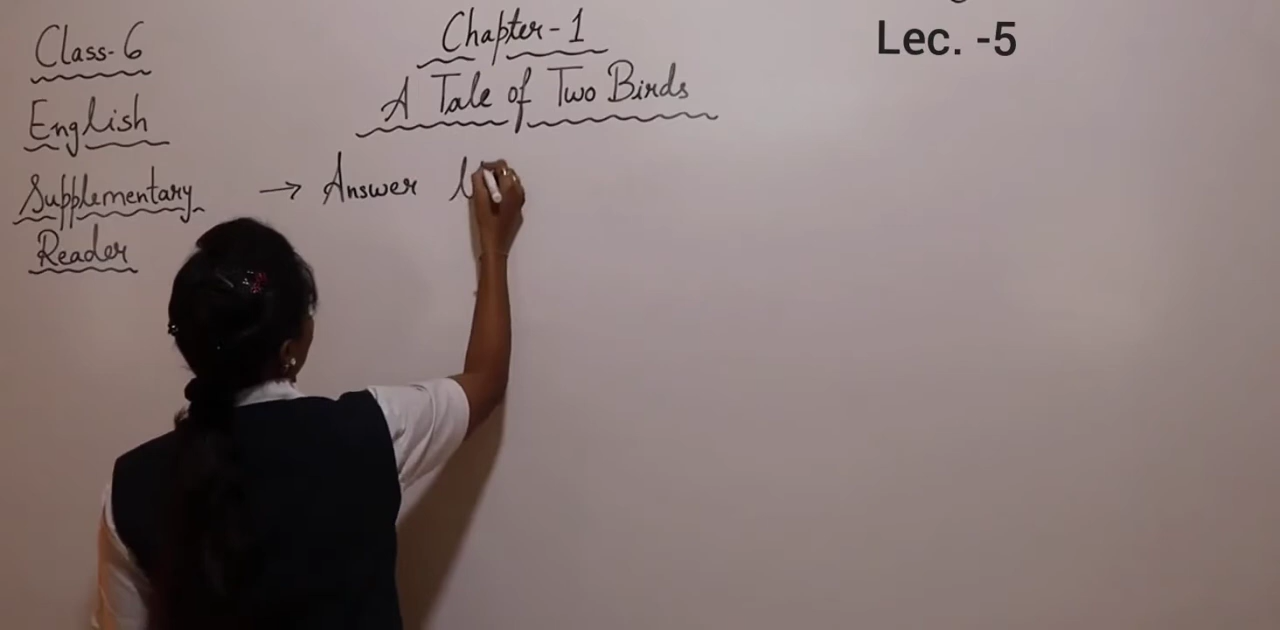 Class-6
English
Supplementary
Reader
Chapter-1
A Tale of Two Birds
→ Answer
Lec. -5